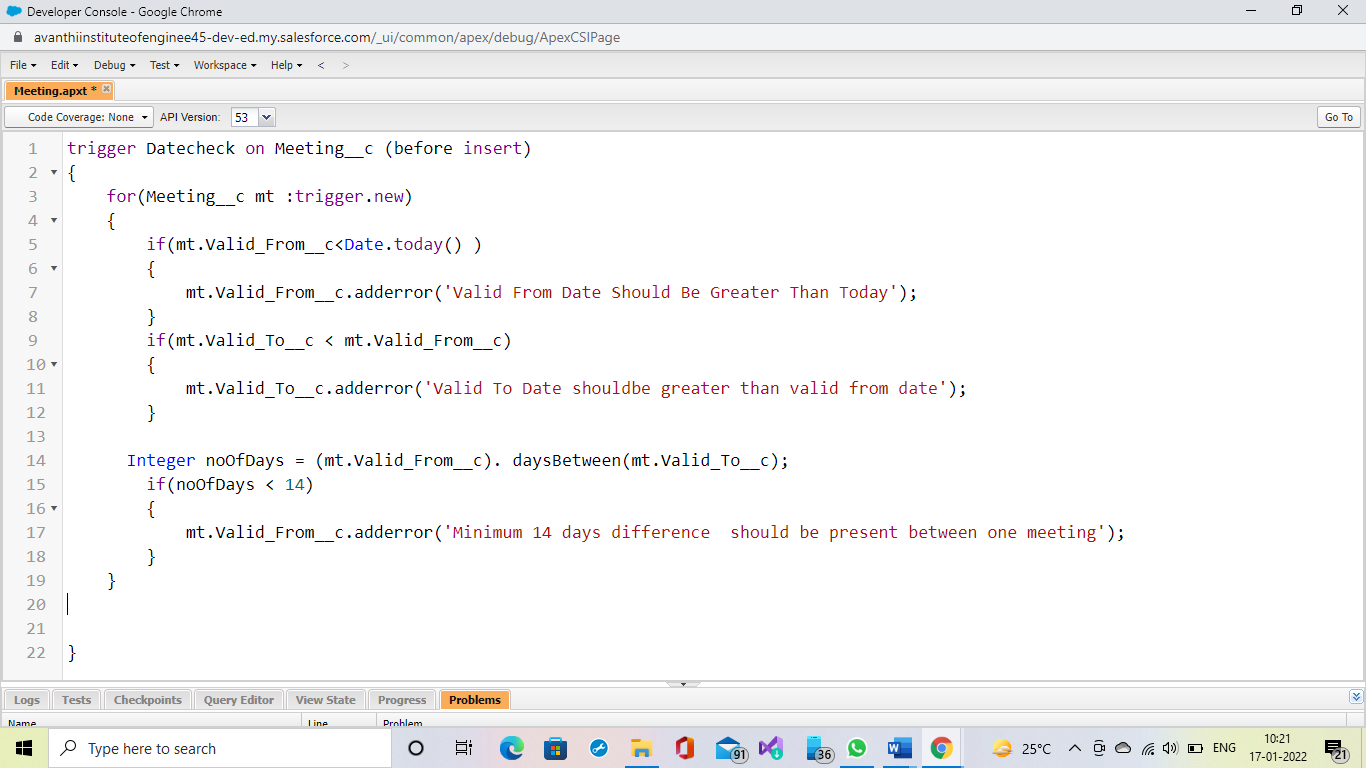 Developer Console - Google Chrome
avanthiinstituteofenginee45-dev-ed.my.salesforce.com/_ui/common/apex/debug/ApexCSIPage
File Edit Debug Test Workspace Help < >
Meeting.apxt *
Code Coverage: None API Version: 53 Go To
1 trigger Datecheck on Meeting__c (before insert)
2 {
3 for(Meeting__c mt :trigger.new)
4 {
5 if(mt.Valid_From__c<Date.today() )
6 {
7 mt.Valid_From__c.adderror('Valid From Date Should Be Greater Than Today');
8 }
9 if(mt.Valid_To__c < mt.Valid_From__c)
10 {
11 mt.Valid_To__c.adderror('Valid To Date shouldbe greater than valid from date');
12 }
13
14 Integer noOfDays = (mt.Valid_From__c). daysBetween(mt.Valid_To__c);
15 if(noOfDays < 14)
16 {
17 mt.Valid_From__c.adderror('Minimum 14 days difference  should be present between one meeting');
18 }
19 }
20
21
22 }
Logs Tests Checkpoints Query Editor View State Progress Problems
Name Line Problem
Type here to search 91 36 25°C ENG 10:21 21
17-01-2022